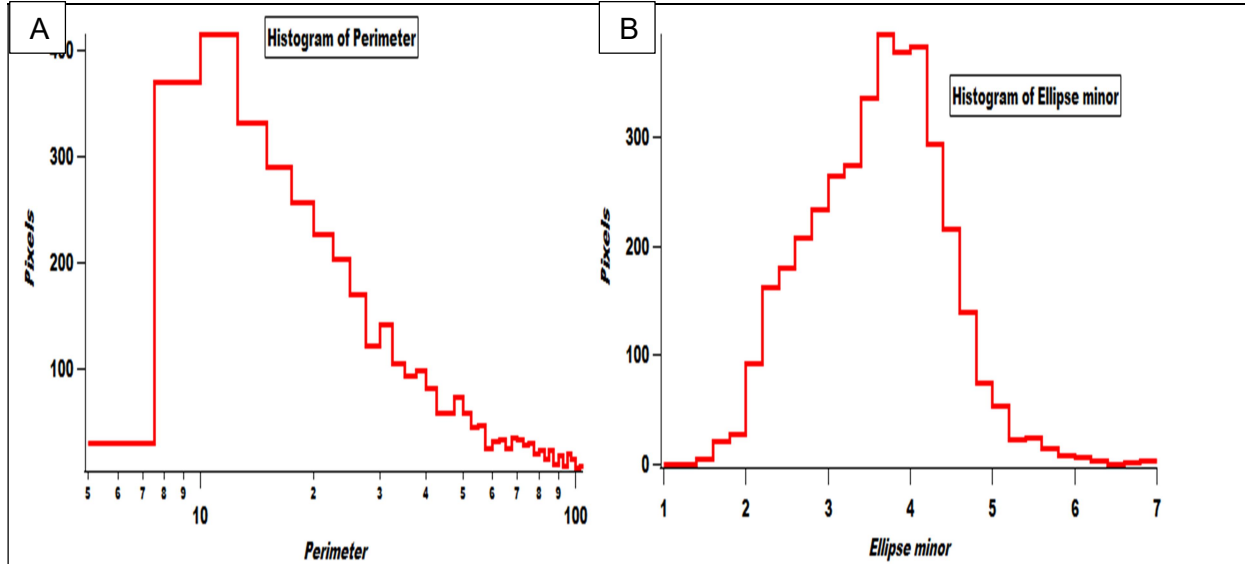 A
Histogram of Perimeter
400
300
200
100
Pixels
5 6 7 8 9 2 3 4 5 6 7 8 9
10 100
Perimeter
B
Histogram of Ellipse minor
300
200
100
0
Pixels
1 2 3 4 5 6 7
Ellipse minor